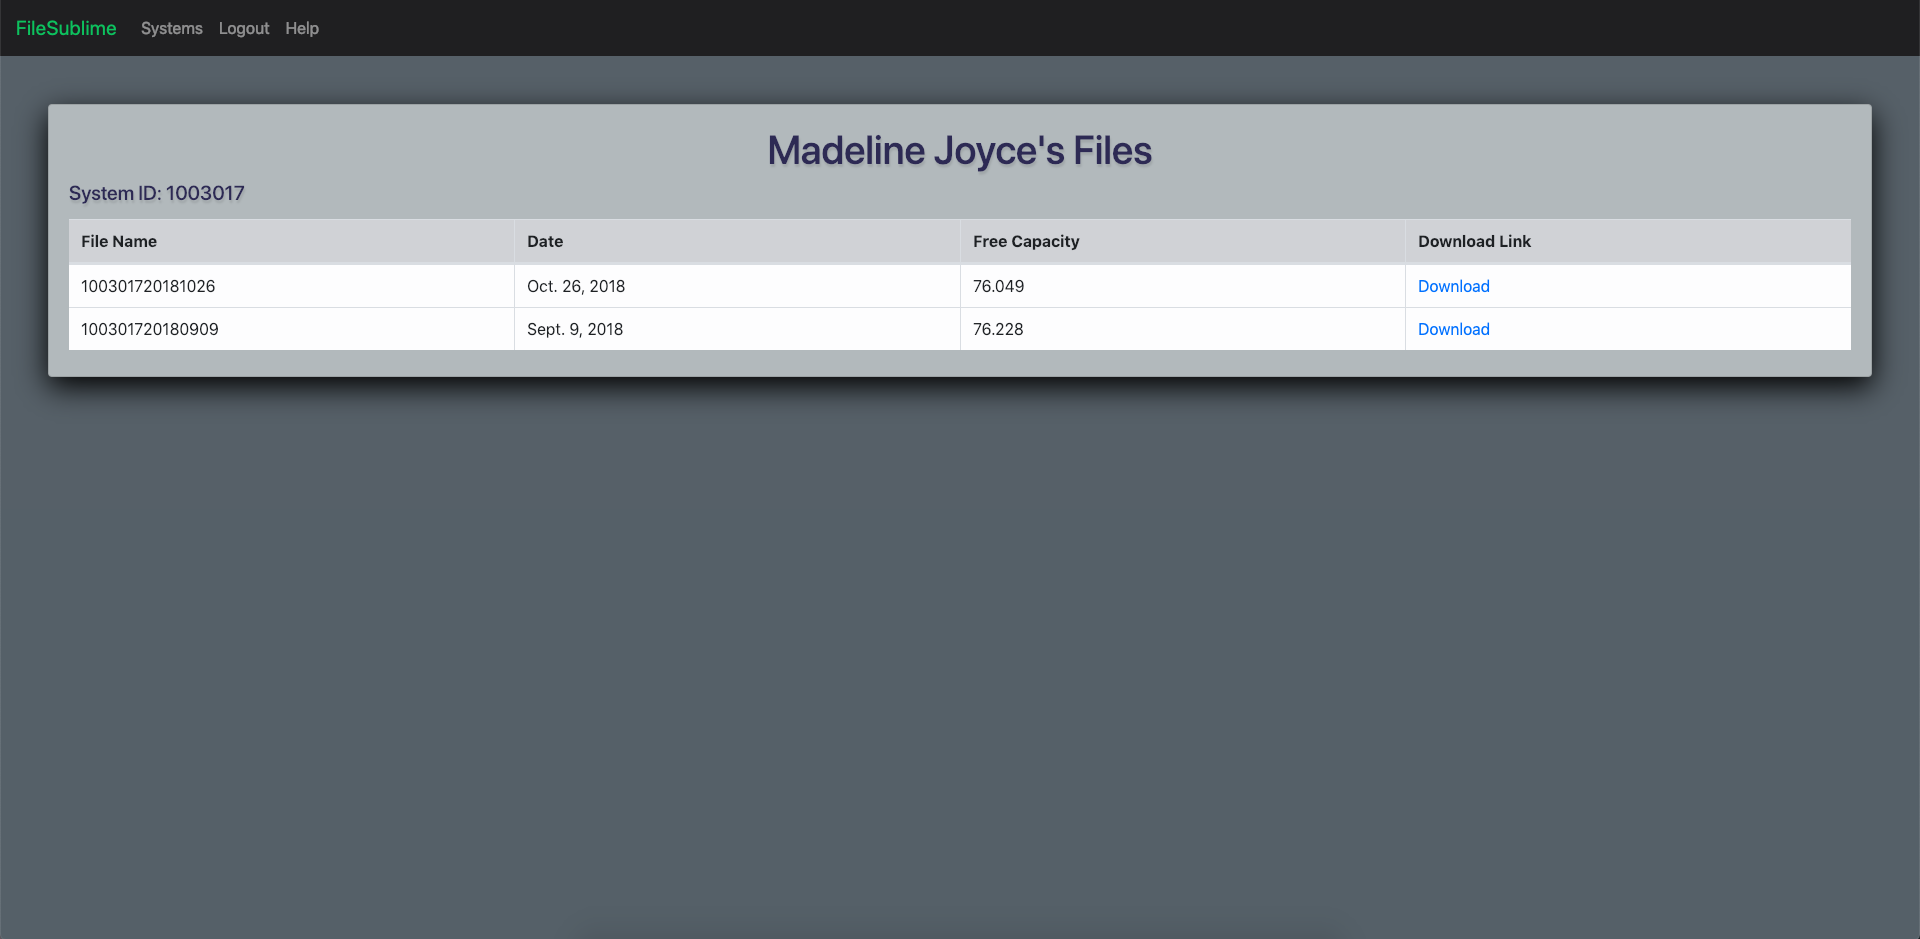 FileSublime Systems Logout Help
Madeline Joyce's Files
System ID: 1003017
File Name Date Free Capacity Download Link
100301720181026 Oct. 26, 2018 76.049 Download
100301720180909 Sept. 9, 2018 76.228 Download